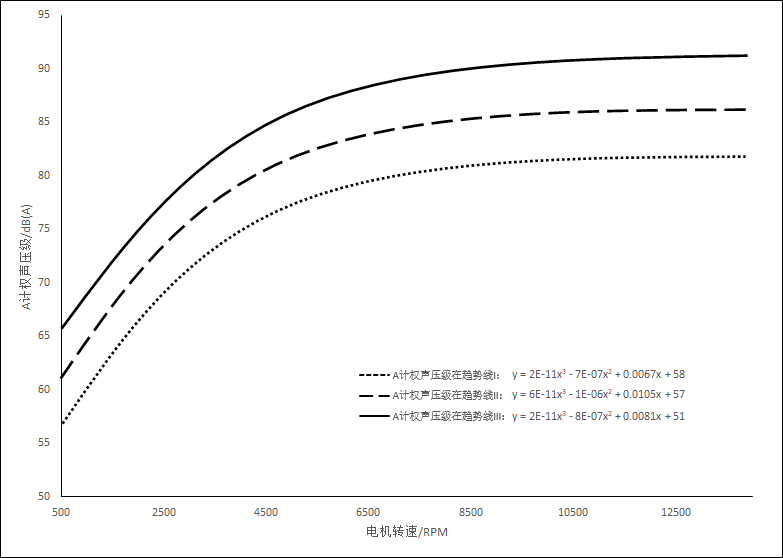 95
90
85
80
75
70
65
60
55
50
A计权声压级/dB(A)
A计权声压级在趋势线I： y = 2E-11x³ - 7E-07x² + 0.0067x + 58
A计权声压级在趋势线II： y = 6E-11x³ - 1E-06x² + 0.0105x + 57
A计权声压级在趋势线III： y = 2E-11x³ - 8E-07x² + 0.0081x + 51
500 2500 4500 6500 8500 10500 12500
电机转速/RPM